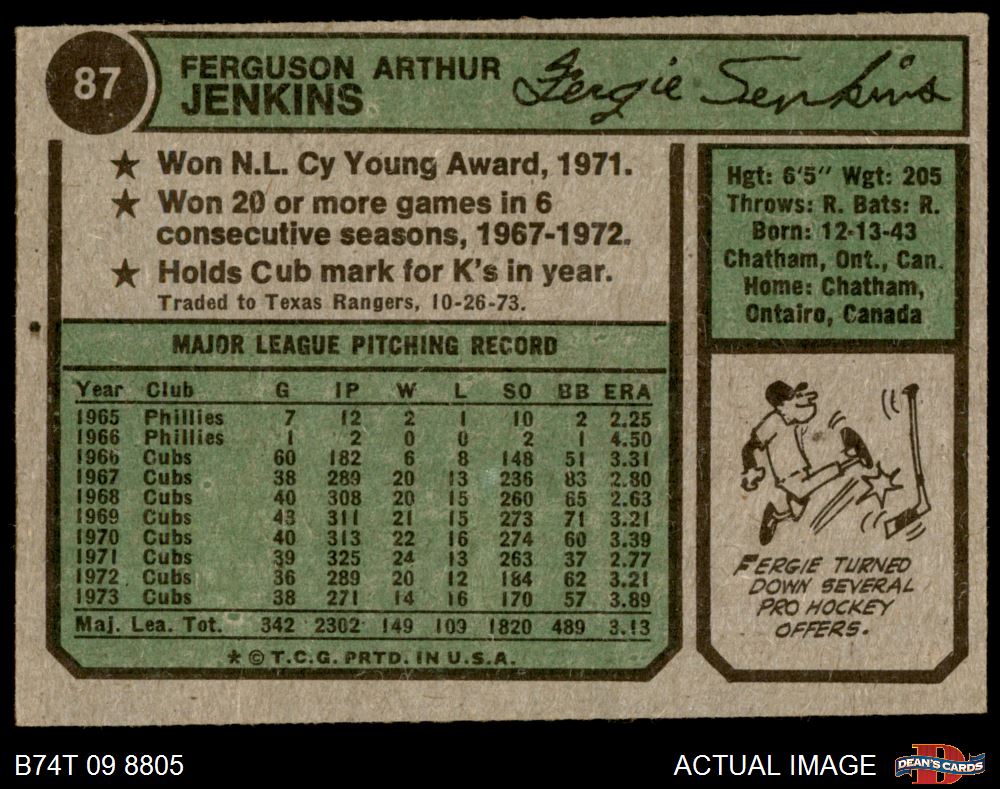 87
FERGUSON ARTHUR
JENKINS
Fergie Jenkins
★ Won N.L. Cy Young Award, 1971.
★ Won 20 or more games in 6
consecutive seasons, 1967-1972.
★ Holds Cub mark for K's in year.
Traded to Texas Rangers, 10-26-73.
Hgt: 6'5" Wgt: 205
Throws: R. Bats: R.
Born: 12-13-43
Chatham, Ont., Can.
Home: Chatham,
Ontairo, Canada
MAJOR LEAGUE PITCHING RECORD
Year Club G IP W L SO BB ERA
1965 Phillies 7 12 2 1 10 2 2.25
1966 Phillies 1 2 0 0 2 1 4.50
1966 Cubs 60 182 6 8 148 51 3.31
1967 Cubs 38 289 20 13 236 83 2.80
1968 Cubs 40 308 20 15 260 65 2.63
1969 Cubs 43 311 21 15 273 71 3.21
1970 Cubs 40 313 22 16 274 60 3.39
1971 Cubs 39 325 24 13 263 37 2.77
1972 Cubs 36 289 20 12 184 62 3.21
1973 Cubs 38 271 14 16 170 57 3.89
Maj. Lea. Tot. 342 2302 149 109 1820 489 3.13
* © T.C.G. PRTD. IN U.S.A.
FERGIE TURNED
DOWN SEVERAL
PRO HOCKEY
OFFERS.
B74T 09 8805
ACTUAL IMAGE
D
DEAN'S CARDS